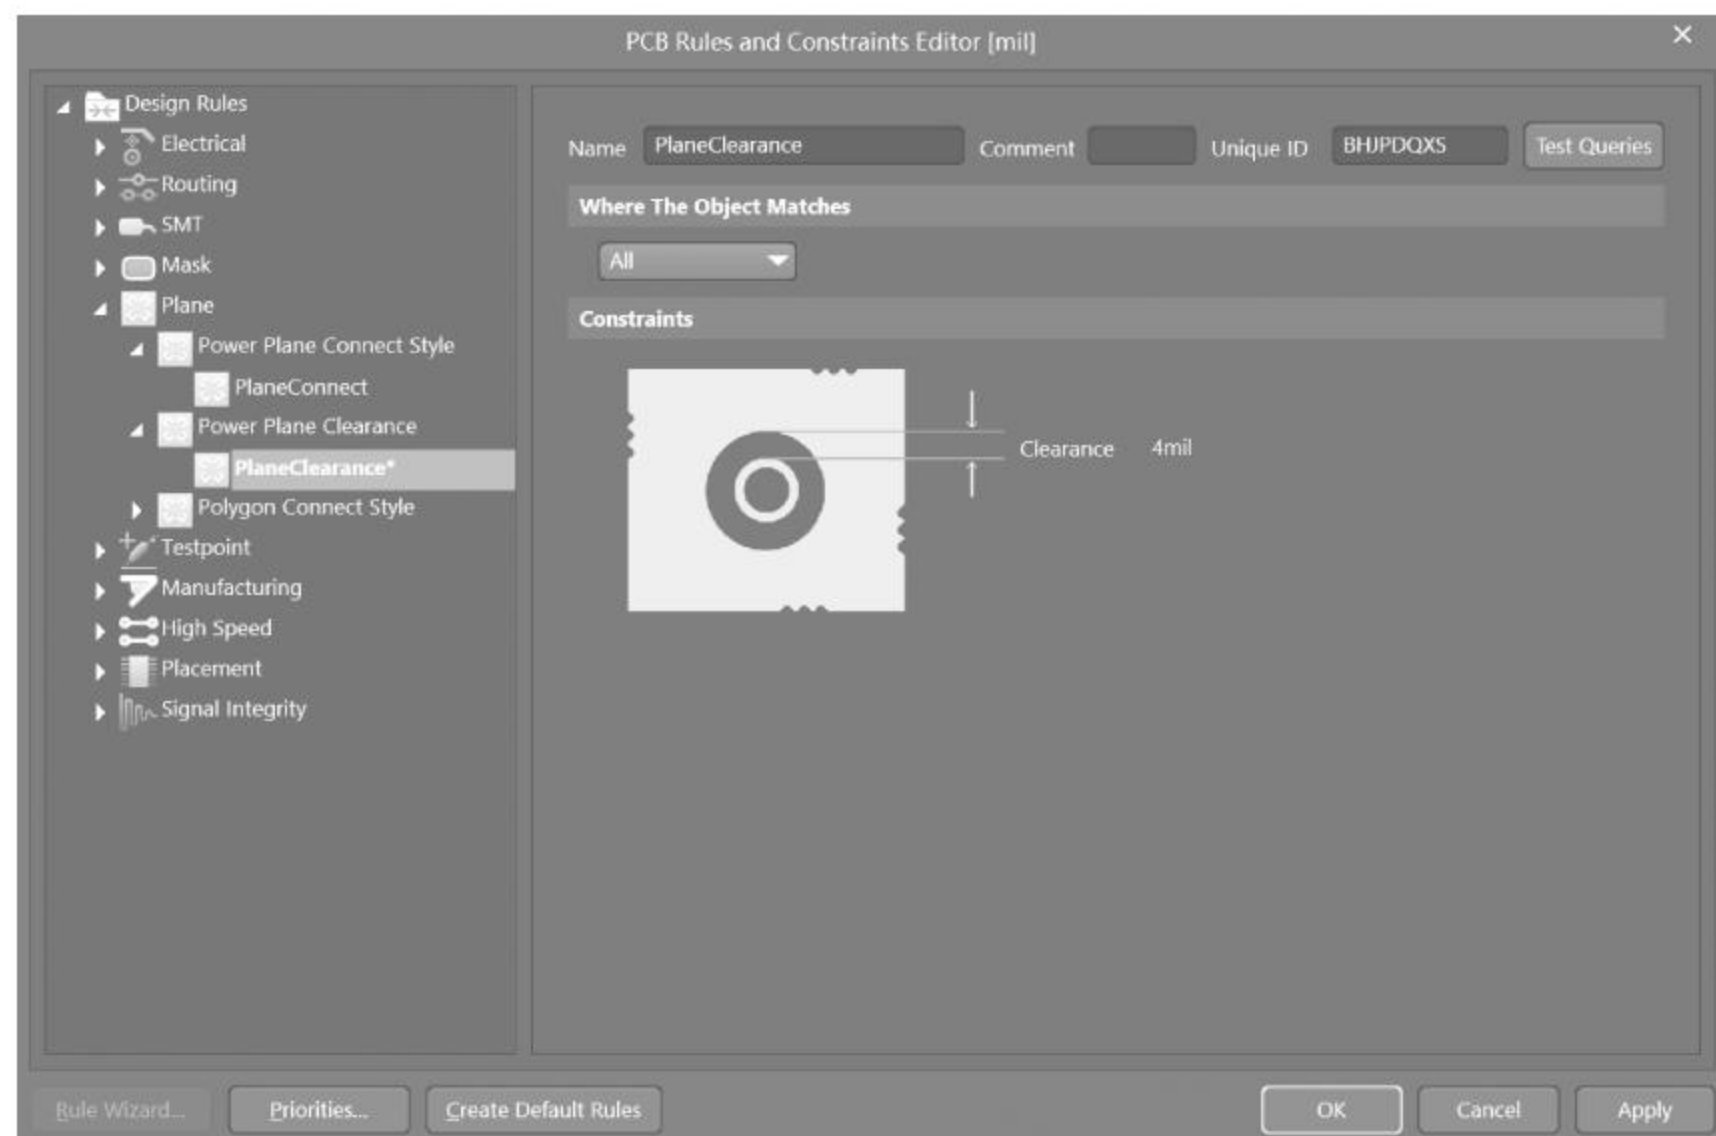 PCB Rules and Constraints Editor [mil]
Design Rules
Electrical
Routing
SMT
Mask
Plane
Power Plane Connect Style
PlaneConnect
Power Plane Clearance
PlaneClearance*
Polygon Connect Style
Testpoint
Manufacturing
High Speed
Placement
Signal Integrity
Name PlaneClearance Comment Unique ID BHJPDQXS Test Queries
Where The Object Matches
All
Constraints
Clearance 4mil
Rule Wizard... Priorities... Create Default Rules OK Cancel Apply